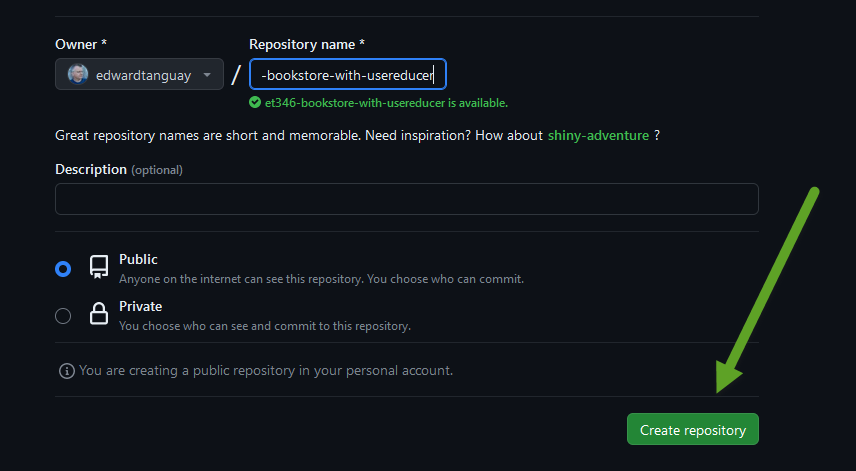 Owner * Repository name *
edwardtanguay / -bookstore-with-usereducer
et346-bookstore-with-usereducer is available.
Great repository names are short and memorable. Need inspiration? How about shiny-adventure ?
Description (optional)
Public
Anyone on the internet can see this repository. You choose who can commit.
Private
You choose who can see and commit to this repository.
You are creating a public repository in your personal account.
Create repository